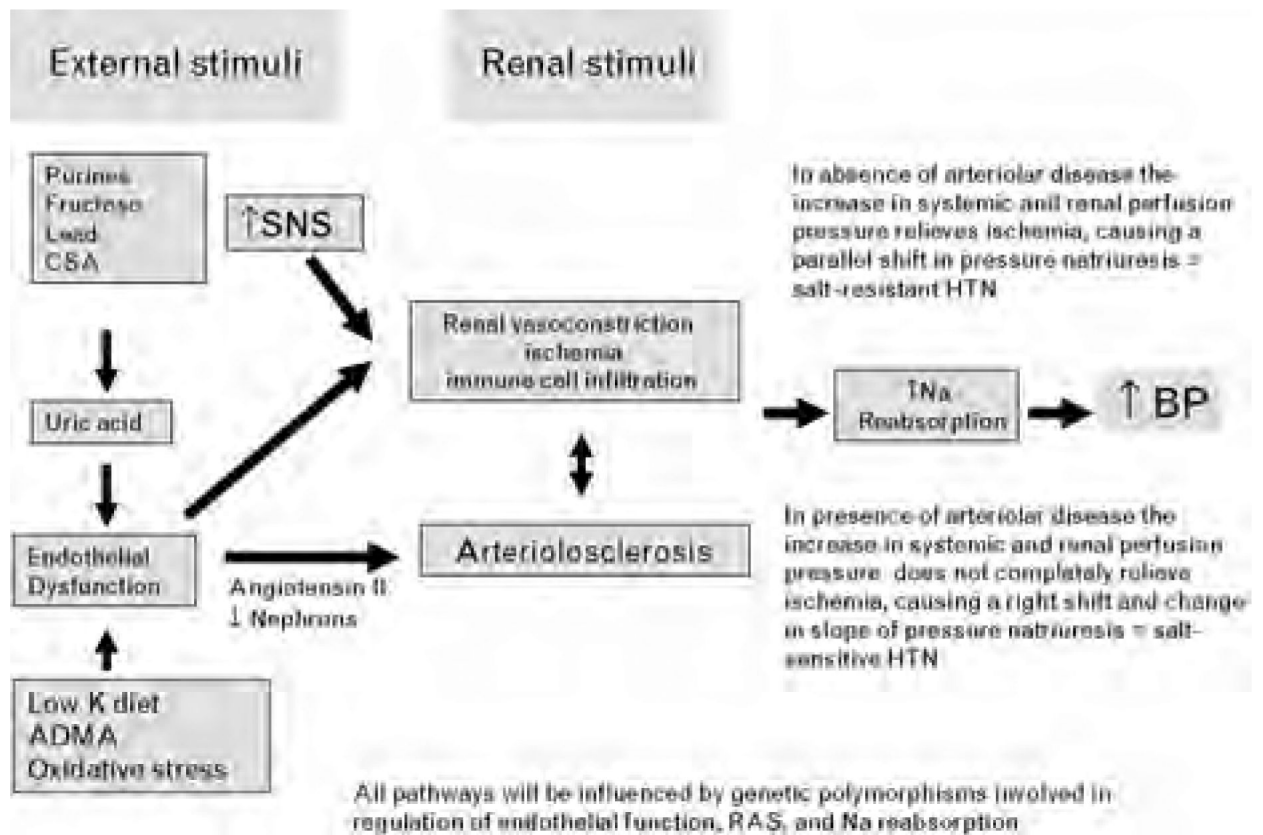 External stimuli
Renal stimuli
Purines
Fructose
Lead
CSA
↑SNS
In absence of arteriolar disease the
increase in systemic and renal perfusion
pressure relieves ischemia, causing a
parallel shift in pressure natriuresis =
salt-resistant HTN
Renal vasoconstriction
ischemia
immune cell infiltration
↑Na
Reabsorption
↑ BP
Uric acid
Endothelial
Dysfunction
Angiotensin II
↓ Nephrons
Arteriolosclerosis
In presence of arteriolar disease the
increase in systemic and renal perfusion
pressure does not completely relieve
ischemia, causing a right shift and change
in slope of pressure natriuresis = salt-
sensitive HTN
Low K diet
ADMA
Oxidative stress
All pathways will be influenced by genetic polymorphisms involved in
regulation of endothelial function, RAS, and Na reabsorption